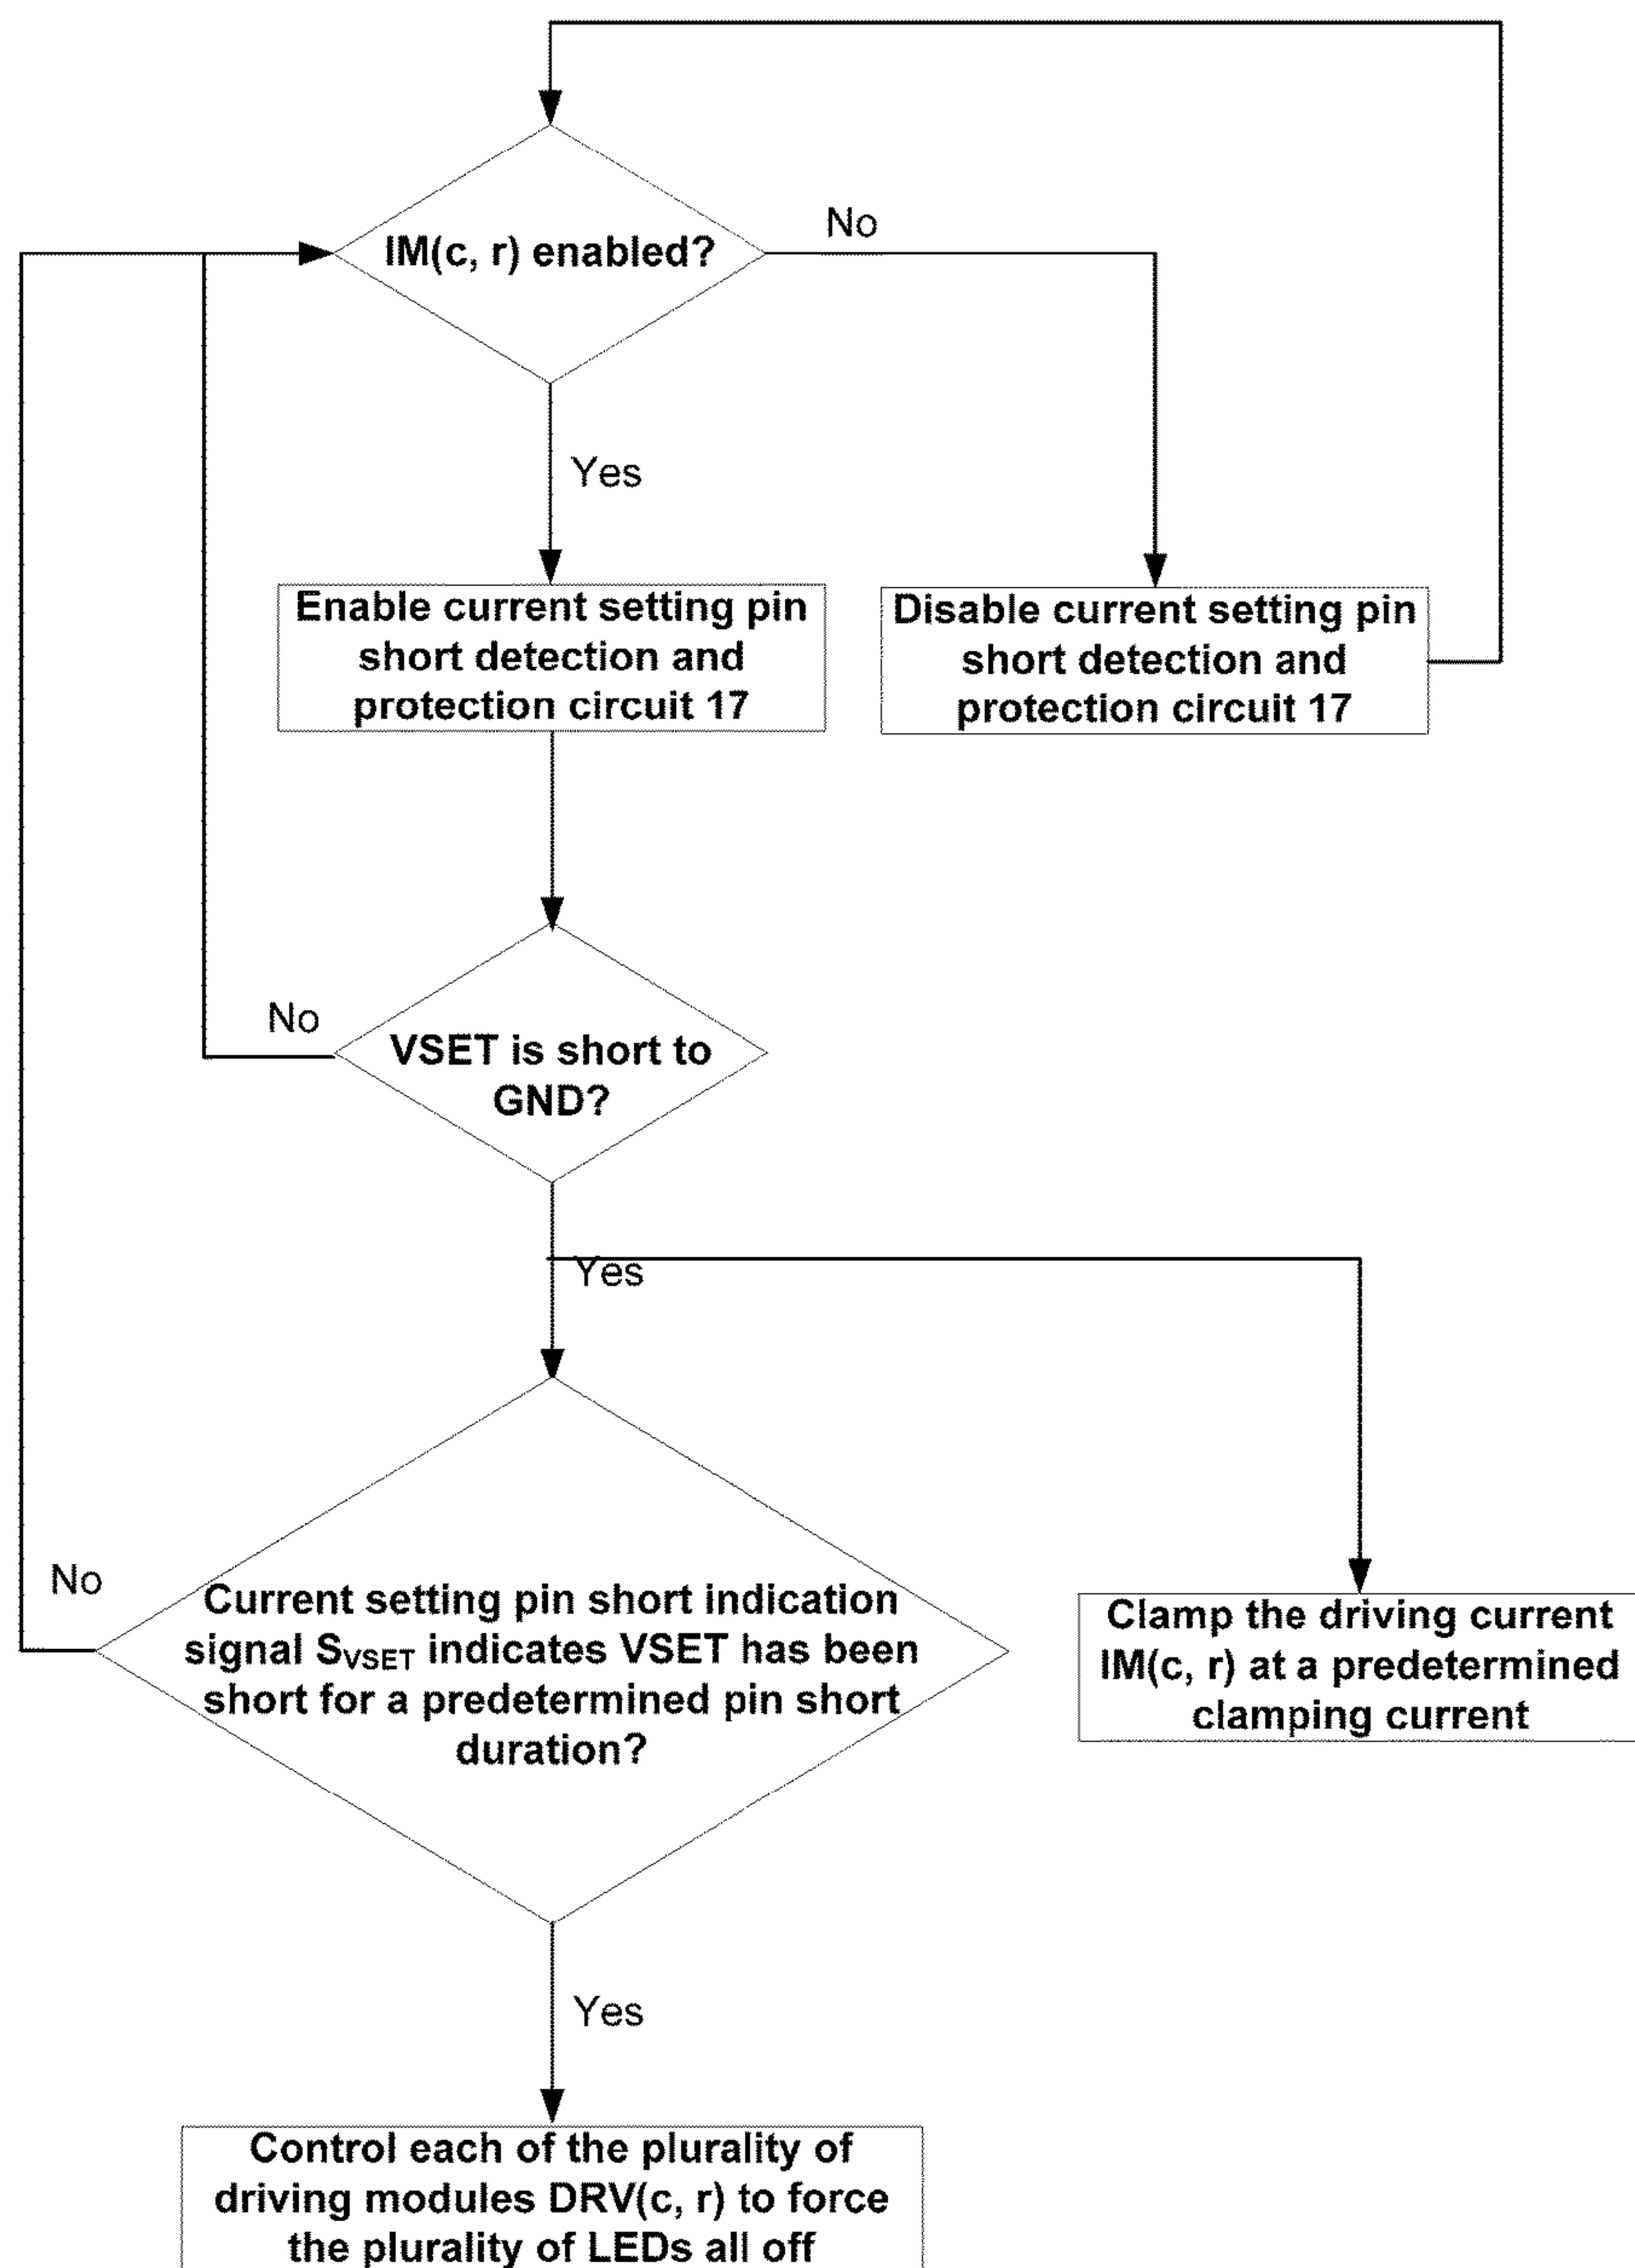 IM(c, r) enabled?
No
Yes
Enable current setting pin
short detection and
protection circuit 17
Disable current setting pin
short detection and
protection circuit 17
No
VSET is short to
GND?
Yes
No
Current setting pin short indication
signal SVSET indicates VSET has been
short for a predetermined pin short
duration?
Clamp the driving current
IM(c, r) at a predetermined
clamping current
Yes
Control each of the plurality of
driving modules DRV(c, r) to force
the plurality of LEDs all off